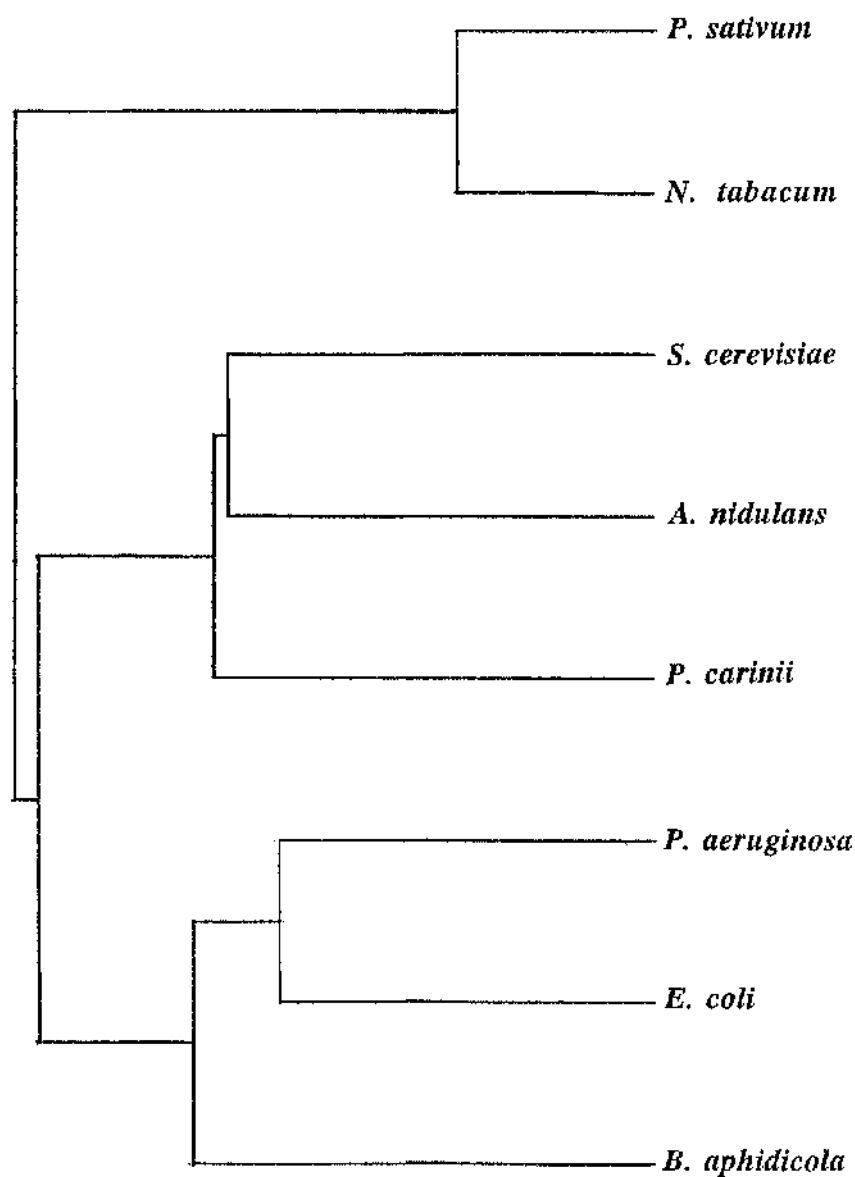 P. sativum
N. tabacum
S. cerevisiae
A. nidulans
P. carinii
P. aeruginosa
E. coli
B. aphidicola